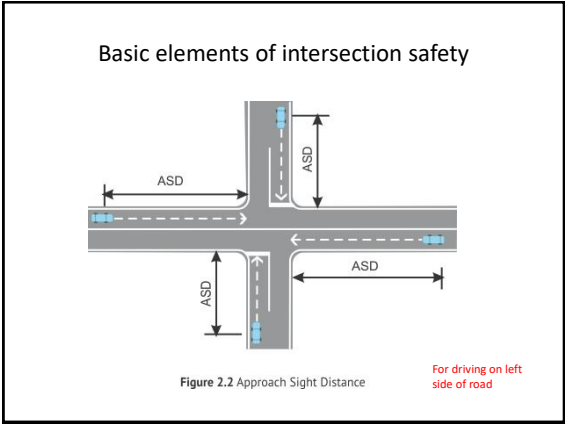 Basic elements of intersection safety
ASD
ASD
ASD
ASD
Figure 2.2 Approach Sight Distance
For driving on left
side of road